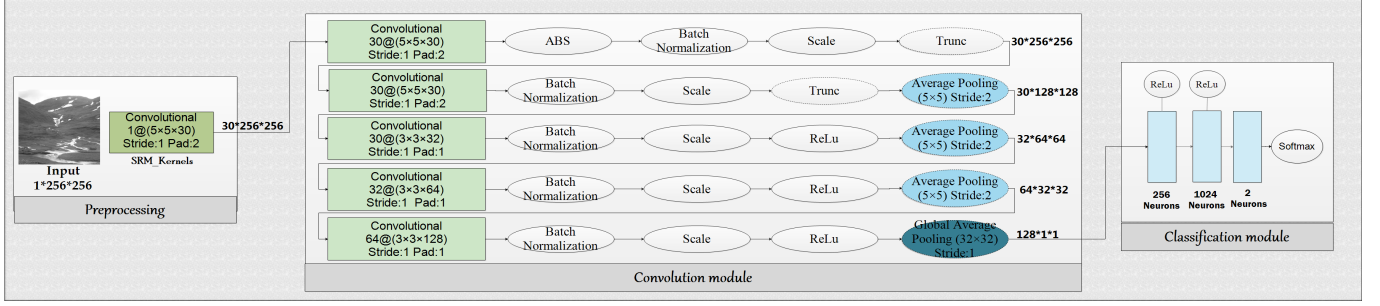 Input
1*256*256
Convolutional
1@(5×5×30)
Stride:1 Pad:2
SRM_Kernels
30*256*256
Preprocessing
Convolutional
30@(5×5×30)
Stride:1 Pad:2
ABS
Batch
Normalization
Scale
Trunc
30*256*256
Convolutional
30@(5×5×30)
Stride:1 Pad:2
Batch
Normalization
Scale
Trunc
Average Pooling
(5×5) Stride:2
30*128*128
Convolutional
30@(3×3×32)
Stride:1 Pad:1
Batch
Normalization
Scale
ReLu
Average Pooling
(5×5) Stride:2
32*64*64
Convolutional
32@(3×3×64)
Stride:1 Pad:1
Batch
Normalization
Scale
ReLu
Average Pooling
(5×5) Stride:2
64*32*32
Convolutional
64@(3×3×128)
Stride:1 Pad:1
Batch
Normalization
Scale
ReLu
Global Average
Pooling (32×32)
Stride:1
128*1*1
Convolution module
ReLu
ReLu
Softmax
256
Neurons
1024
Neurons
2
Neurons
Classification module